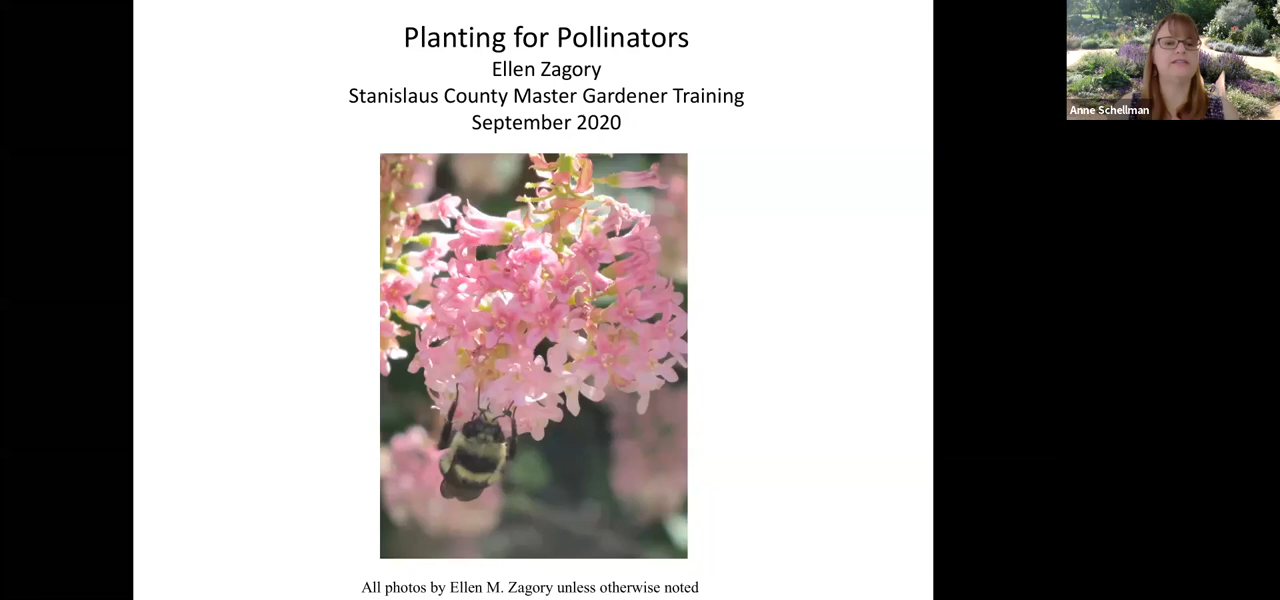 Planting for Pollinators
Ellen Zagory
Stanislaus County Master Gardener Training
September 2020
Anne Schellman
All photos by Ellen M. Zagory unless otherwise noted